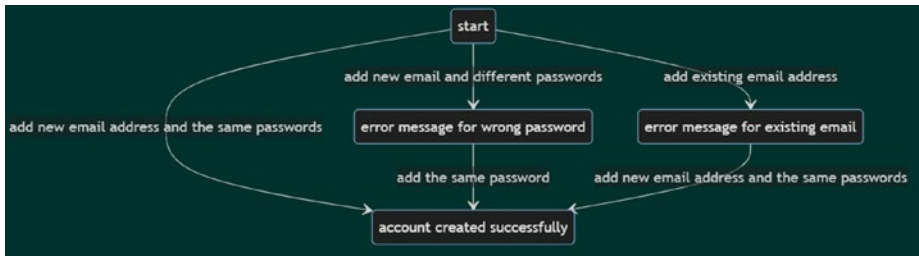 start
add new email and different passwords
add existing email address
add new email address and the same passwords
error message for wrong password
error message for existing email
add the same password
add new email address and the same passwords
account created successfully